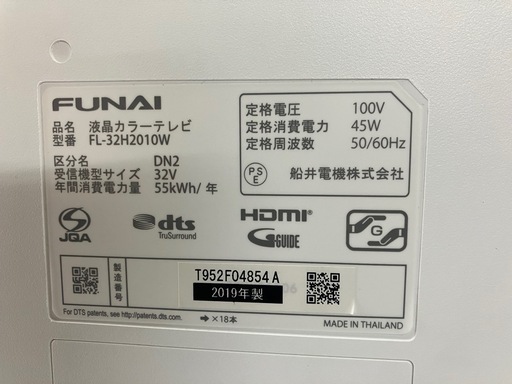 FUNAI
品名 液晶カラーテレビ
型番 FL-32H2010W
区分名 DN2
受信機型サイズ 32V
年間消費電力量 55kWh/年
定格電圧 100V
定格消費電力 45W
定格周波数 50/60Hz
PSE 船井電機株式会社
JQA
dts
TruSurround
HDMI®
G-GUIDE
G
製造番号
T952F04854A
2019年製
For DTS patents, see http://patents.dts.com.
➔×18本
MADE IN THAILAND